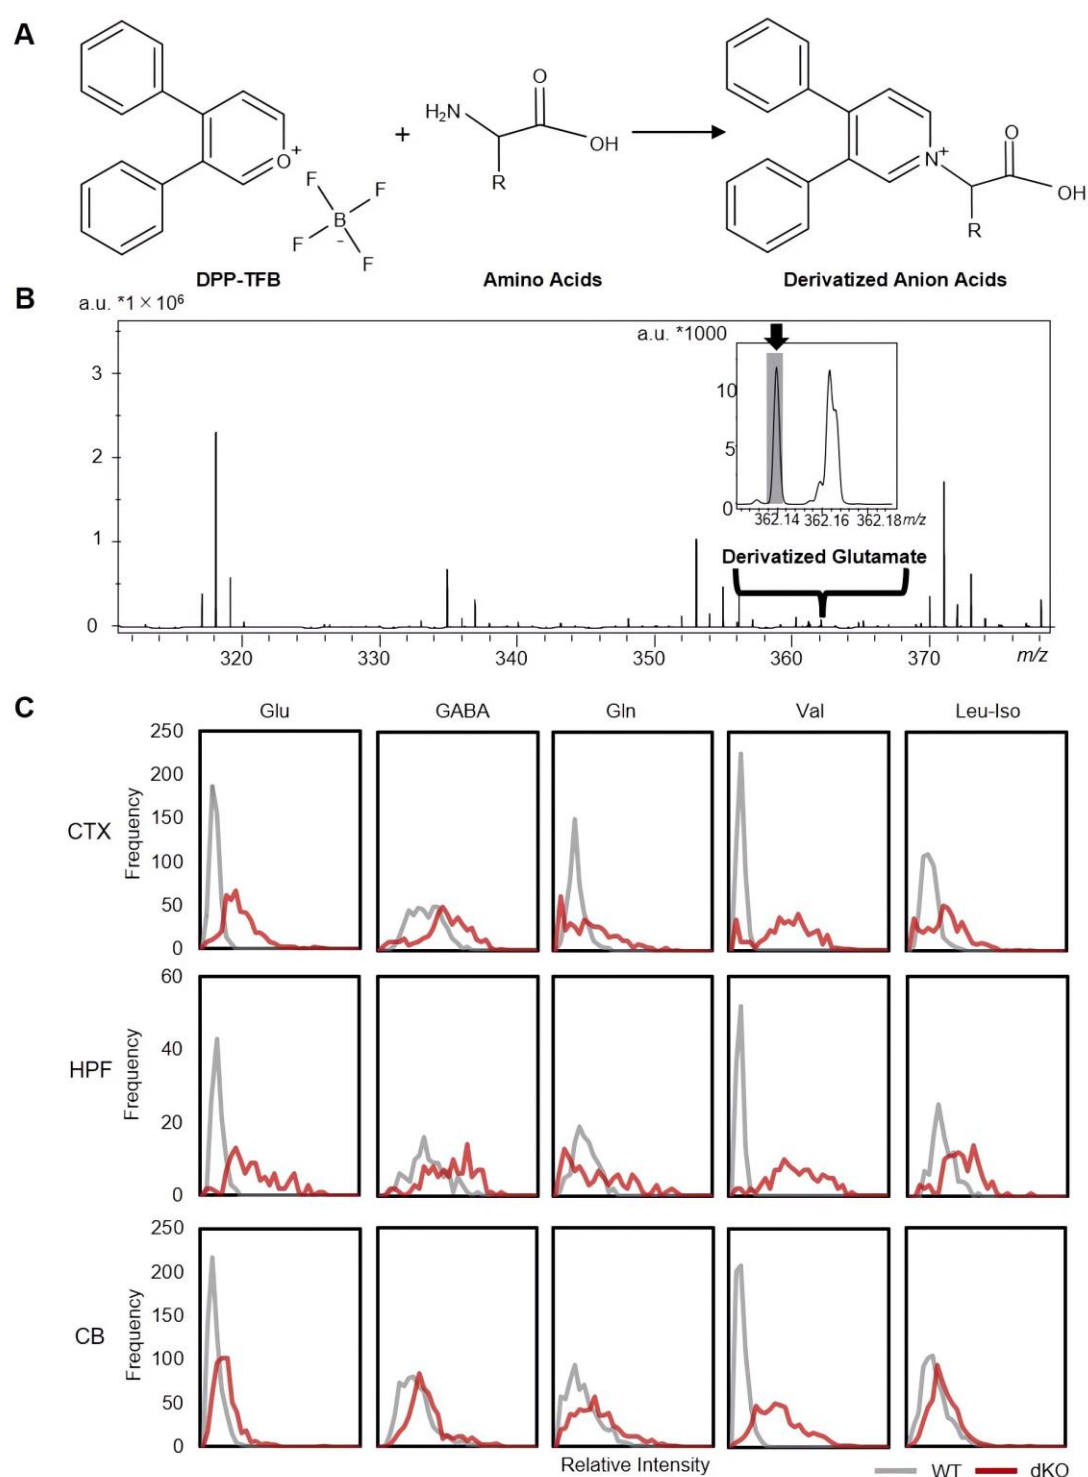 A
O
H₂N
O⁺
+
OH
R
F
F
B⁻
F
F
O
N⁺
OH
R
DPP-TFB
Amino Acids
Derivatized Anion Acids
B
a.u. *1×10⁶
3
2
1
0
320
330
340
350
360
370
m/z
a.u. *1000
10
5
0
362.14
362.16
362.18 m/z
Derivatized Glutamate
C
Glu
GABA
Gln
Val
Leu-Iso
CTX
Frequency
250
200
150
100
50
0
HPF
Frequency
60
40
20
0
CB
Frequency
250
200
150
100
50
0
Relative Intensity
WT
dKO